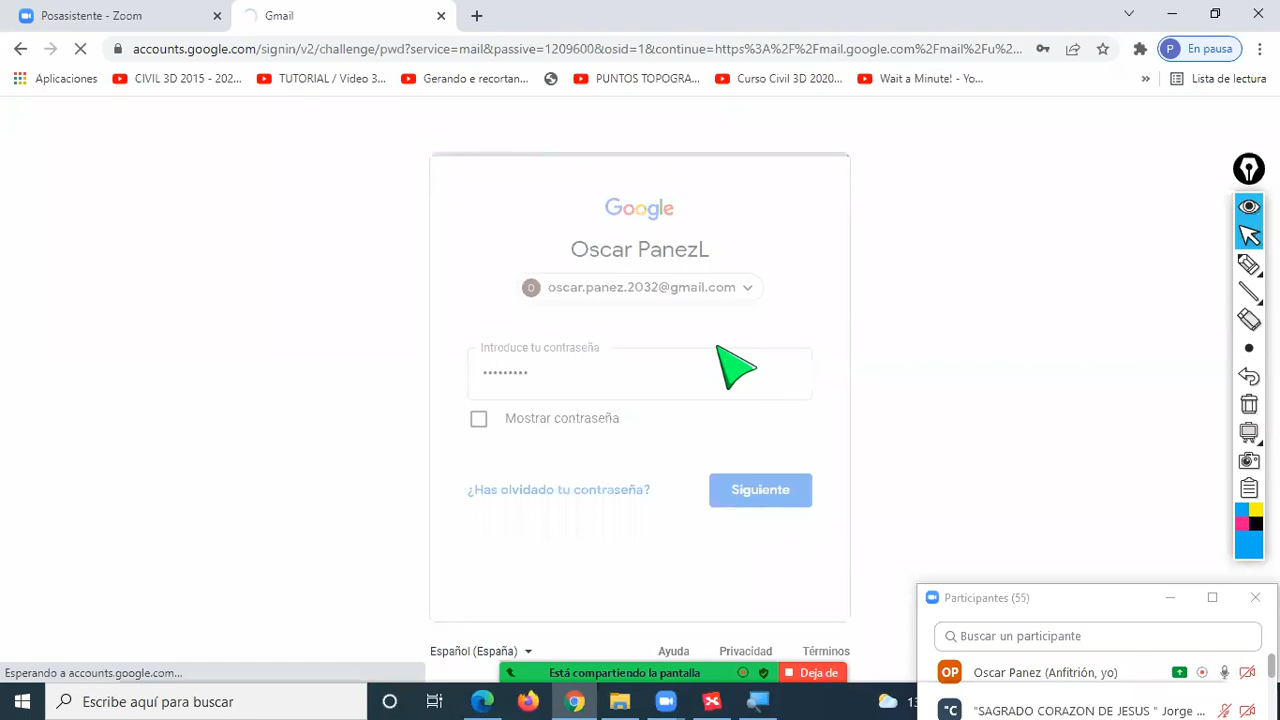 Posasistente - Zoom
Gmail
accounts.google.com/signin/v2/challenge/pwd?service=mail&passive=1209600&osid=1&continue=https%3A%2F%2Fmail.google.com%2Fmail%2Fu%2...
P En pausa
Aplicaciones
CIVIL 3D 2015 - 202...
TUTORIAL / Video 3...
Gerando e recortan...
PUNTOS TOPOGRA...
Curso Civil 3D 2020...
Wait a Minute! - Yo...
»
Lista de lectura
Google
Oscar PanezL
O oscar.panez.2032@gmail.com
Introduce tu contraseña
•••••••••
Mostrar contraseña
¿Has olvidado tu contraseña?
Siguiente
Español (España)
Ayuda
Privacidad
Términos
Esperando a accounts.google.com...
Está compartiendo la pantalla
Deja de
Participantes (55)
Buscar un participante
OP Oscar Panez (Anfitrión, yo)
"C "SAGRADO CORAZON DE JESUS " Jorge ...
Escribe aquí para buscar